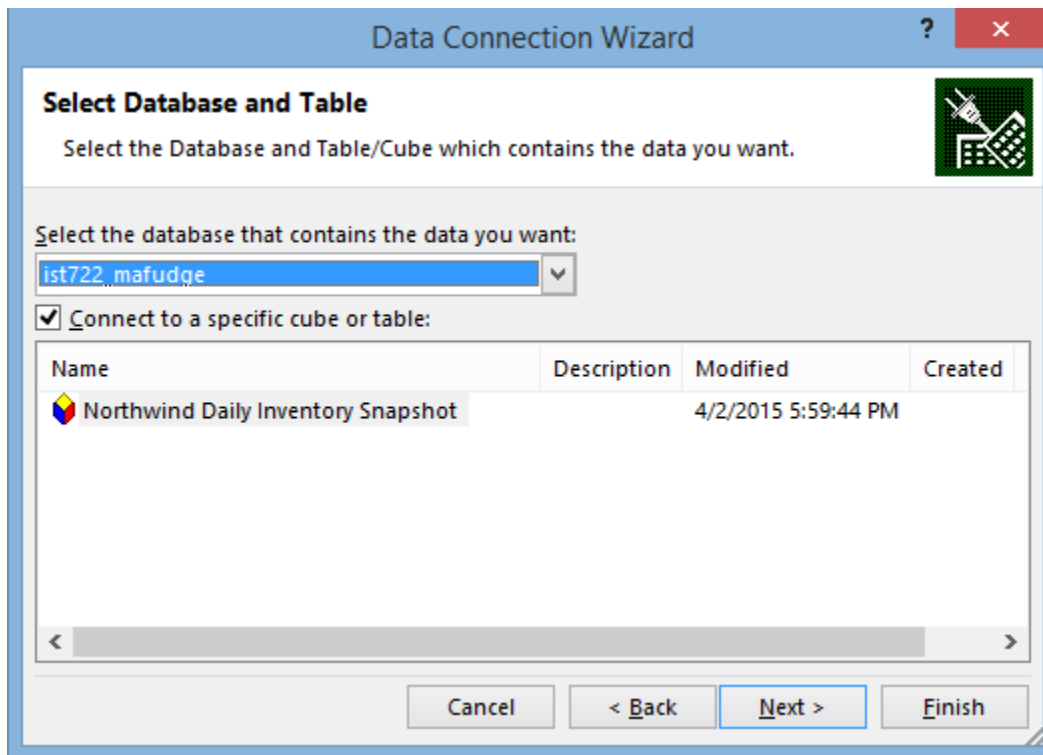 Data Connection Wizard ? ×
Select Database and Table
Select the Database and Table/Cube which contains the data you want.
Select the database that contains the data you want:
ist722_mafudge
Connect to a specific cube or table:
Name Description Modified Created
Northwind Daily Inventory Snapshot 4/2/2015 5:59:44 PM
Cancel < Back Next > Finish